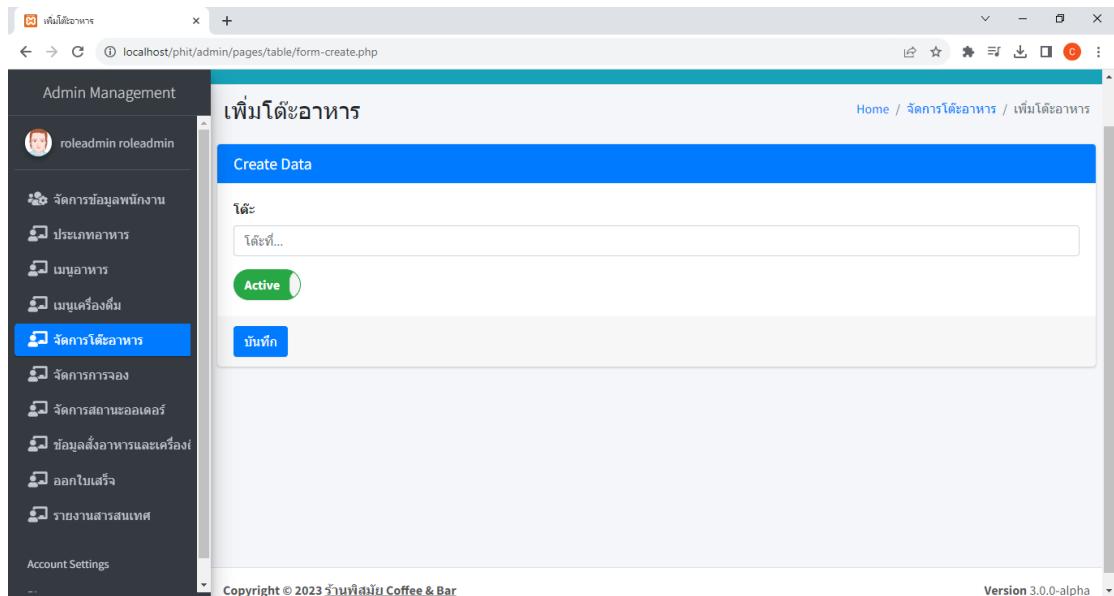 เพิ่มโต๊ะอาหาร
localhost/phit/admin/pages/table/form-create.php
C
Admin Management
roleadmin roleadmin
จัดการข้อมูลพนักงาน
ประเภทอาหาร
เมนูอาหาร
เมนูเครื่องดื่ม
จัดการโต๊ะอาหาร
จัดการการจอง
จัดการสถานะออเดอร์
ข้อมูลสั่งอาหารและเครื่องดื
ออกใบเสร็จ
รายงานสารสนเทศ
Account Settings
เพิ่มโต๊ะอาหาร
Home / จัดการโต๊ะอาหาร / เพิ่มโต๊ะอาหาร
Create Data
โต๊ะ
โต๊ะที่...
Active
บันทึก
Copyright © 2023 ร้านพิสมัย Coffee & Bar
Version 3.0.0-alpha